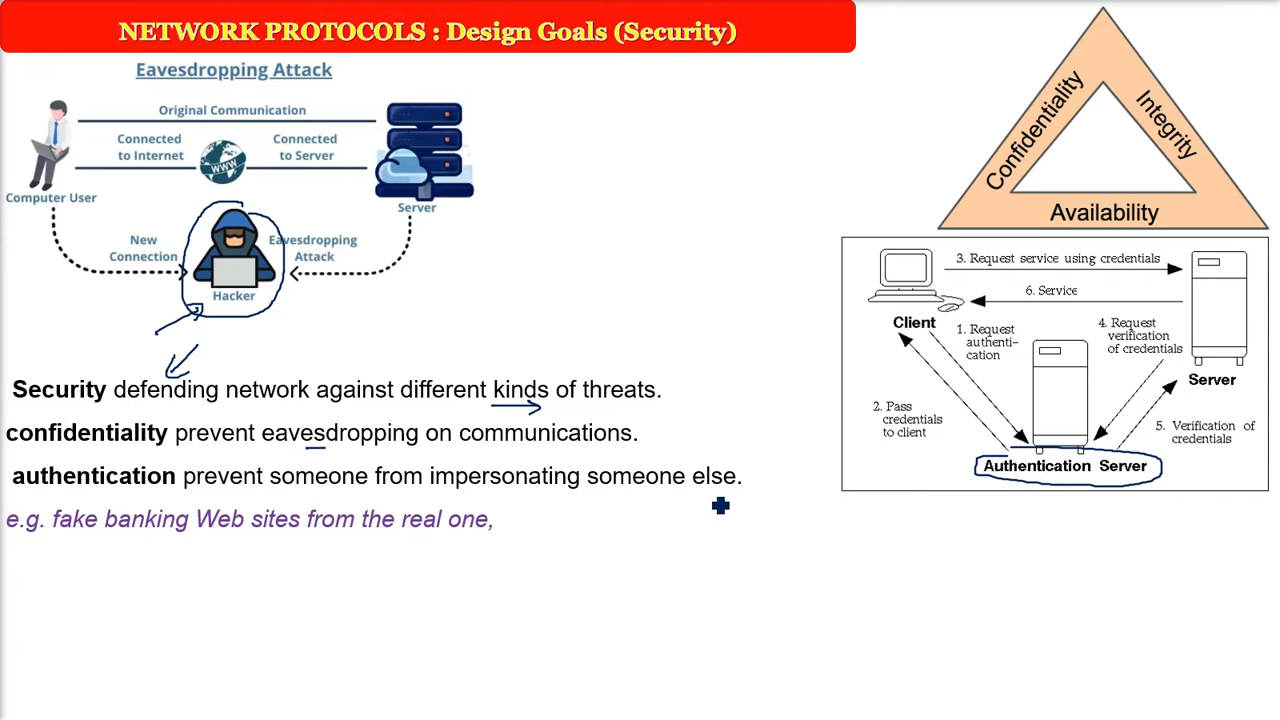 NETWORK PROTOCOLS : Design Goals (Security)
Eavesdropping Attack
Original Communication
Connected
to Internet
Connected
to Server
WWW
Computer User
Server
New
Connection
Eavesdropping
Attack
Hacker
Security defending network against different kinds of threats.
confidentiality prevent eavesdropping on communications.
authentication prevent someone from impersonating someone else.
e.g. fake banking Web sites from the real one,
Confidentiality
Integrity
Availability
3. Request service using credentials
6. Service
Client
1. Request
authenti-
cation
4. Request
verification
of credentials
Server
2. Pass
credentials
to client
5. Verification of
credentials
Authentication Server